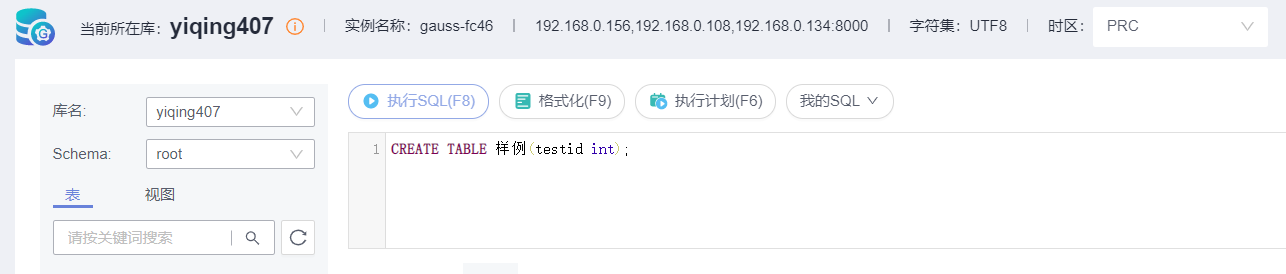 当前所在库：yiqing407 | 实例名称：gauss-fc46 | 192.168.0.156,192.168.0.108,192.168.0.134:8000 | 字符集：UTF8 | 时区： PRC
库名: yiqing407
执行SQL(F8) 格式化(F9) 执行计划(F6) 我的SQL
Schema: root
1 CREATE TABLE 样例(testid int);
表 视图
请按关键词搜索